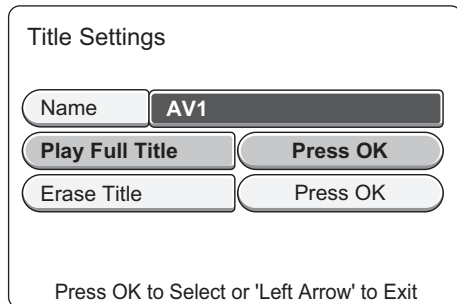 Title Settings
Name AV1
Play Full Title Press OK
Erase Title Press OK
Press OK to Select or 'Left Arrow' to Exit